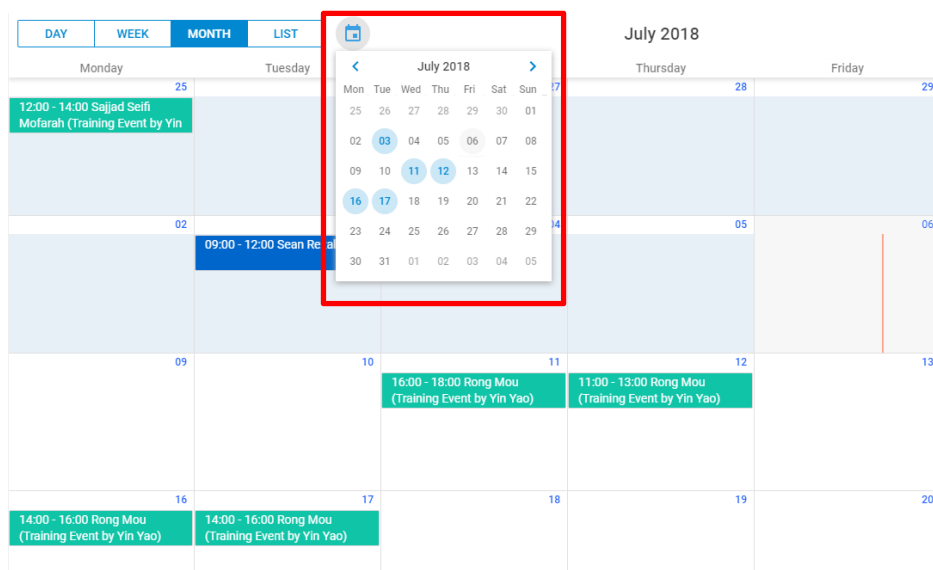 DAY WEEK MONTH LIST July 2018
Monday Tuesday Thursday Friday
July 2018
Mon Tue Wed Thu Fri Sat Sun
25 26 27 28 29 30 01
02 03 04 05 06 07 08
09 10 11 12 13 14 15
16 17 18 19 20 21 22
23 24 25 26 27 28 29
30 31 01 02 03 04 05
25 27 28 29
12:00 - 14:00 Sajjad Seifi
Mofarah (Training Event by Yin
02 04 05 06
09:00 - 12:00 Sean
09 10 11 12 13
16:00 - 18:00 Rong Mou 11:00 - 13:00 Rong Mou
(Training Event by Yin Yao) (Training Event by Yin Yao)
16 17 18 19 20
14:00 - 16:00 Rong Mou 14:00 - 16:00 Rong Mou
(Training Event by Yin Yao) (Training Event by Yin Yao)